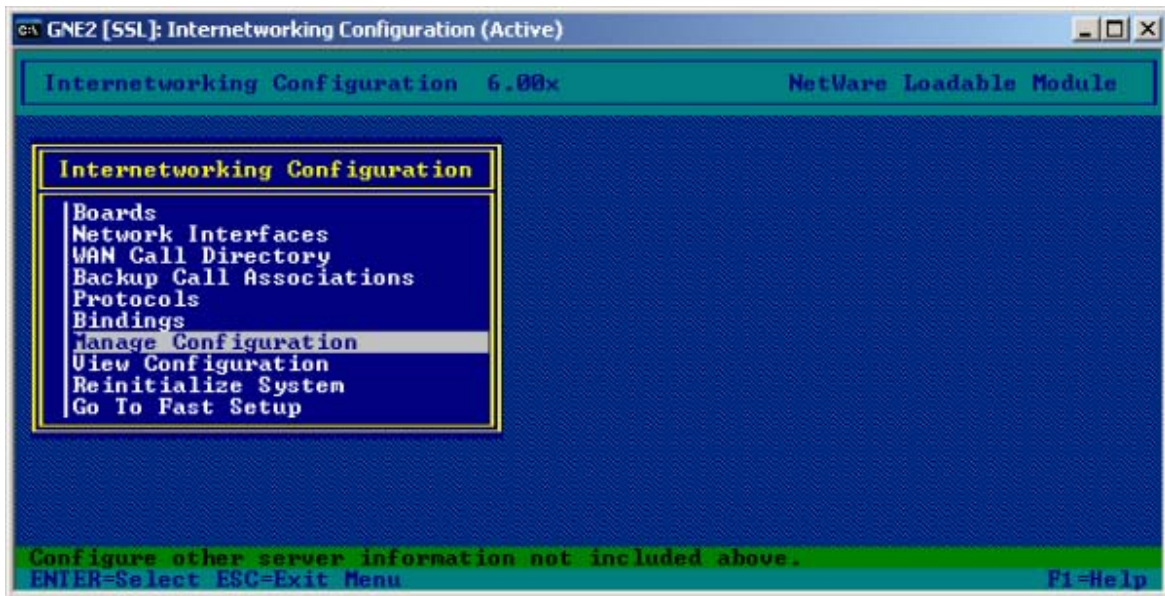 GNE2 [SSL]: Internetworking Configuration (Active)
Internetworking Configuration 6.00x NetWare Loadable Module
Internetworking Configuration
Boards
Network Interfaces
WAN Call Directory
Backup Call Associations
Protocols
Bindings
Manage Configuration
View Configuration
Reinitialize System
Go To Fast Setup
Configure other server information not included above.
ENTER=Select ESC=Exit Menu F1=Help